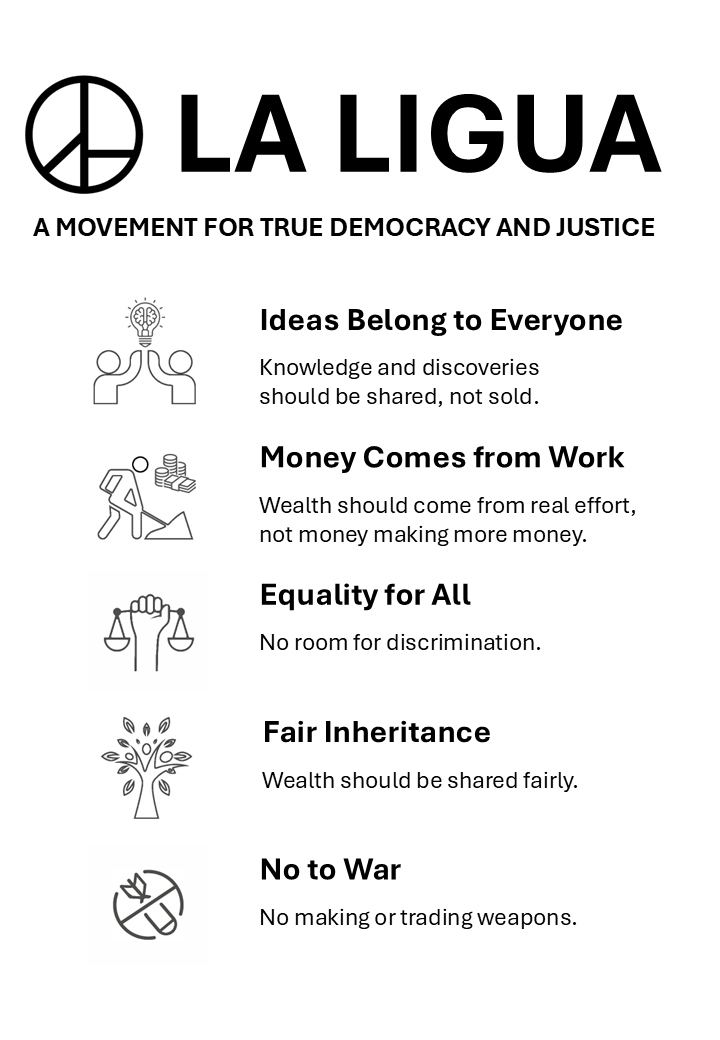 LA LIGUA
A MOVEMENT FOR TRUE DEMOCRACY AND JUSTICE
Ideas Belong to Everyone
Knowledge and discoveries
should be shared, not sold.
Money Comes from Work
Wealth should come from real effort,
not money making more money.
Equality for All
No room for discrimination.
Fair Inheritance
Wealth should be shared fairly.
No to War
No making or trading weapons.